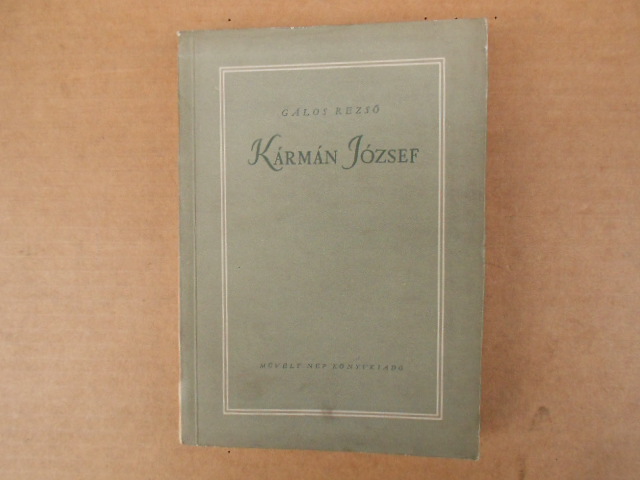 GÁLOS REZSŐ
KÁRMÁN JÓZSEF
MŰVELT NÉP KÖNYVKIADÓ